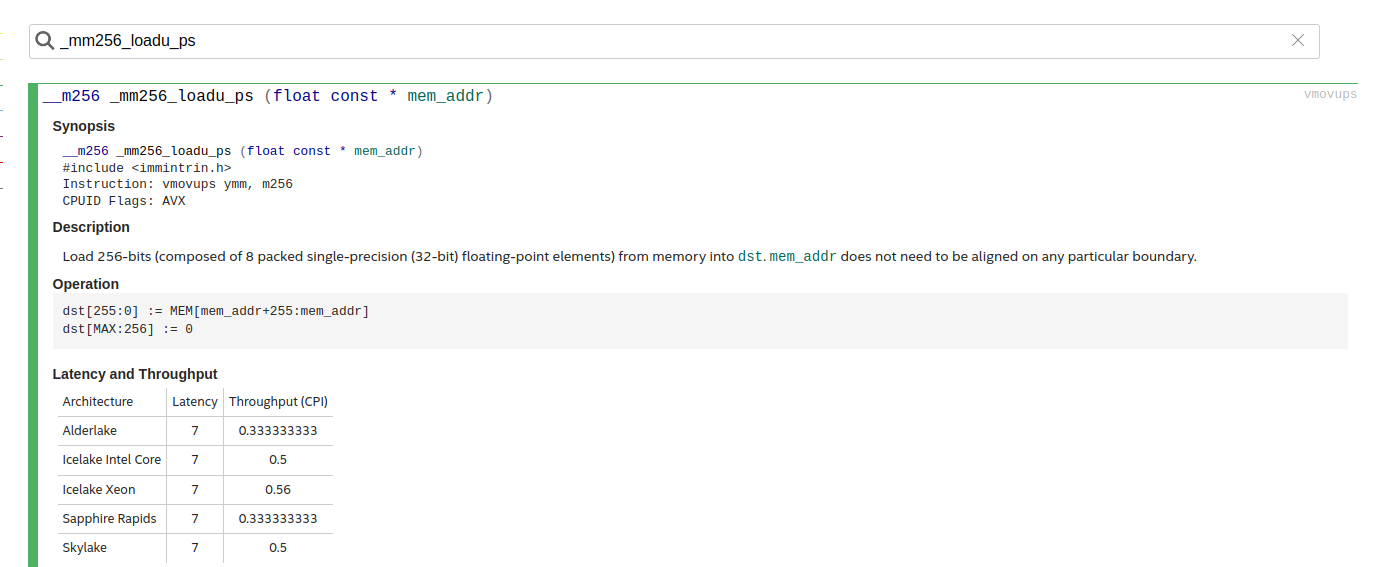 _mm256_loadu_ps
__m256 _mm256_loadu_ps (float const * mem_addr)
vmovups
Synopsis
__m256 _mm256_loadu_ps (float const * mem_addr)
#include <immintrin.h>
Instruction: vmovups ymm, m256
CPUID Flags: AVX
Description
Load 256-bits (composed of 8 packed single-precision (32-bit) floating-point elements) from memory into dst. mem_addr does not need to be aligned on any particular boundary.
Operation
dst[255:0] := MEM[mem_addr+255:mem_addr]
dst[MAX:256] := 0
Latency and Throughput
Architecture Latency Throughput (CPI)
Alderlake 7 0.333333333
Icelake Intel Core 7 0.5
Icelake Xeon 7 0.56
Sapphire Rapids 7 0.333333333
Skylake 7 0.5